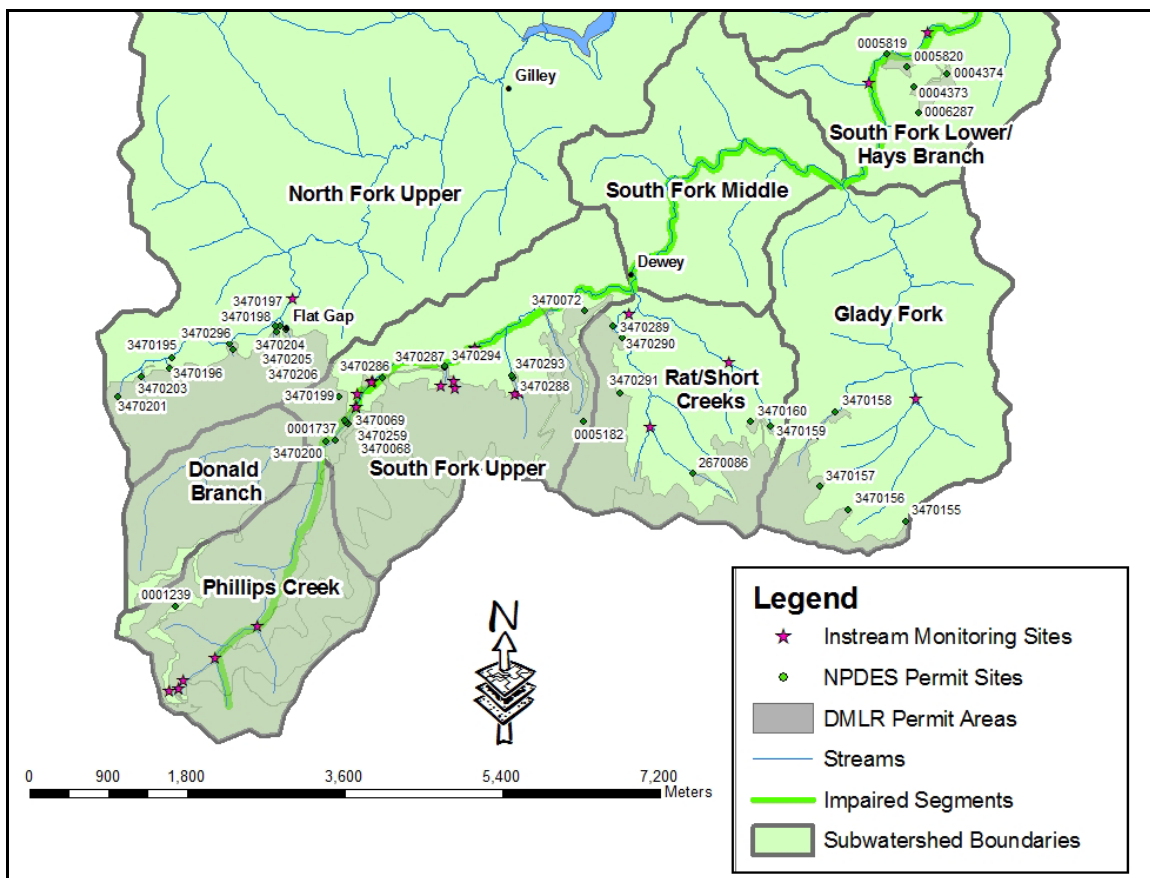 0005819
0005820
0004374
Gilley
0004373
0006287
South Fork Lower/
Hays Branch
North Fork Upper
South Fork Middle
Dewey
3470197
3470198
Flat Gap
3470072
Glady Fork
3470296
3470204
3470289
3470195
3470205
3470290
3470206
3470286
3470287
3470294
3470293
3470196
3470203
3470288
3470291
Rat/Short
Creeks
3470201
3470199
3470158
3470160
3470159
3470069
0001737
3470259
0005182
3470200
3470068
Donald
Branch
South Fork Upper
2670086
3470157
3470156
3470155
0001239
Phillips Creek
N
Legend
Instream Monitoring Sites
NPDES Permit Sites
DMLR Permit Areas
Streams
Impaired Segments
Subwatershed Boundaries
0 900 1,800 3,600 5,400 7,200
Meters